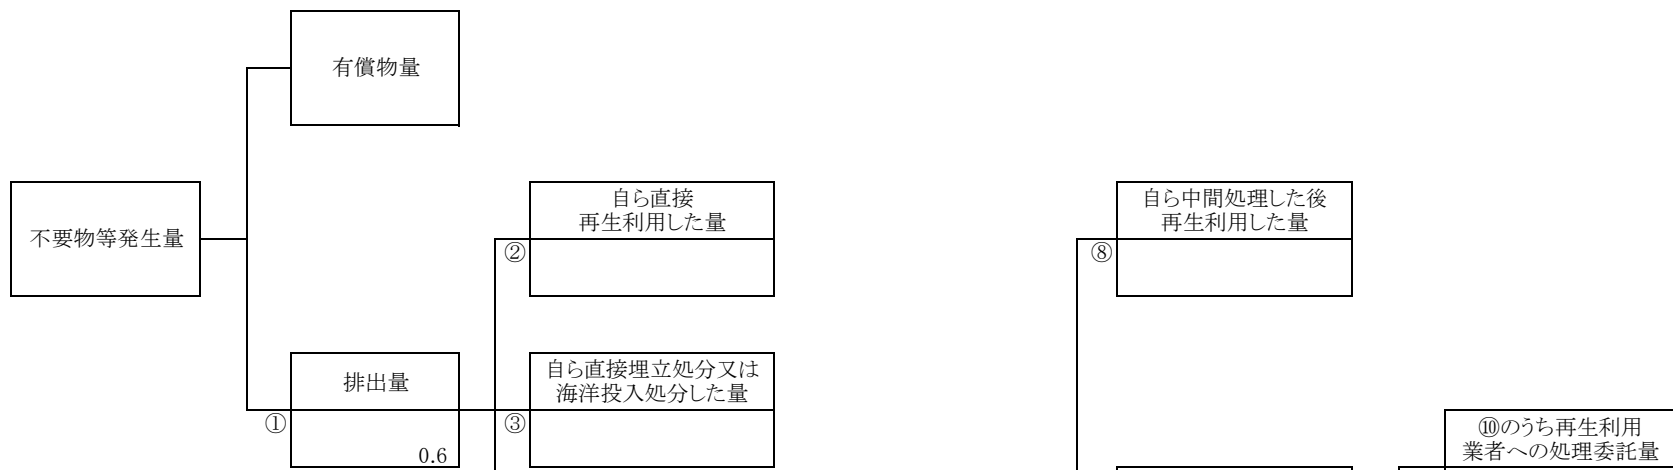 有償物量
不要物等発生量
自ら直接
再生利用した量
②
自ら中間処理した後
再生利用した量
⑧
排出量
①
0.6
自ら直接埋立処分又は
海洋投入処分した量
③
⑩のうち再生利用
業者への処理委託量